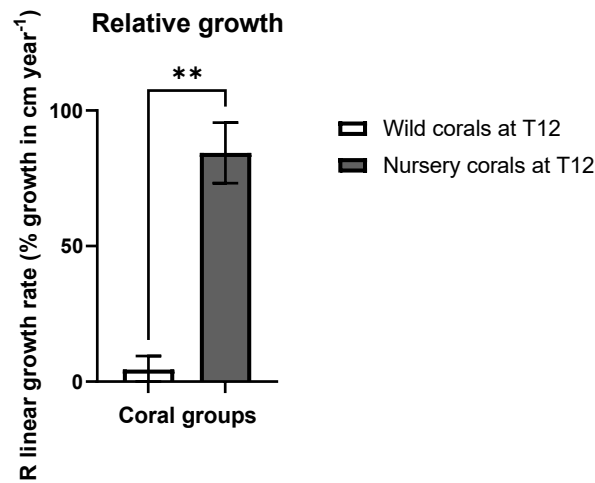 Relative growth
**
100
50
0
R linear growth rate (% growth in cm year⁻¹)
Coral groups
Wild corals at T12
Nursery corals at T12